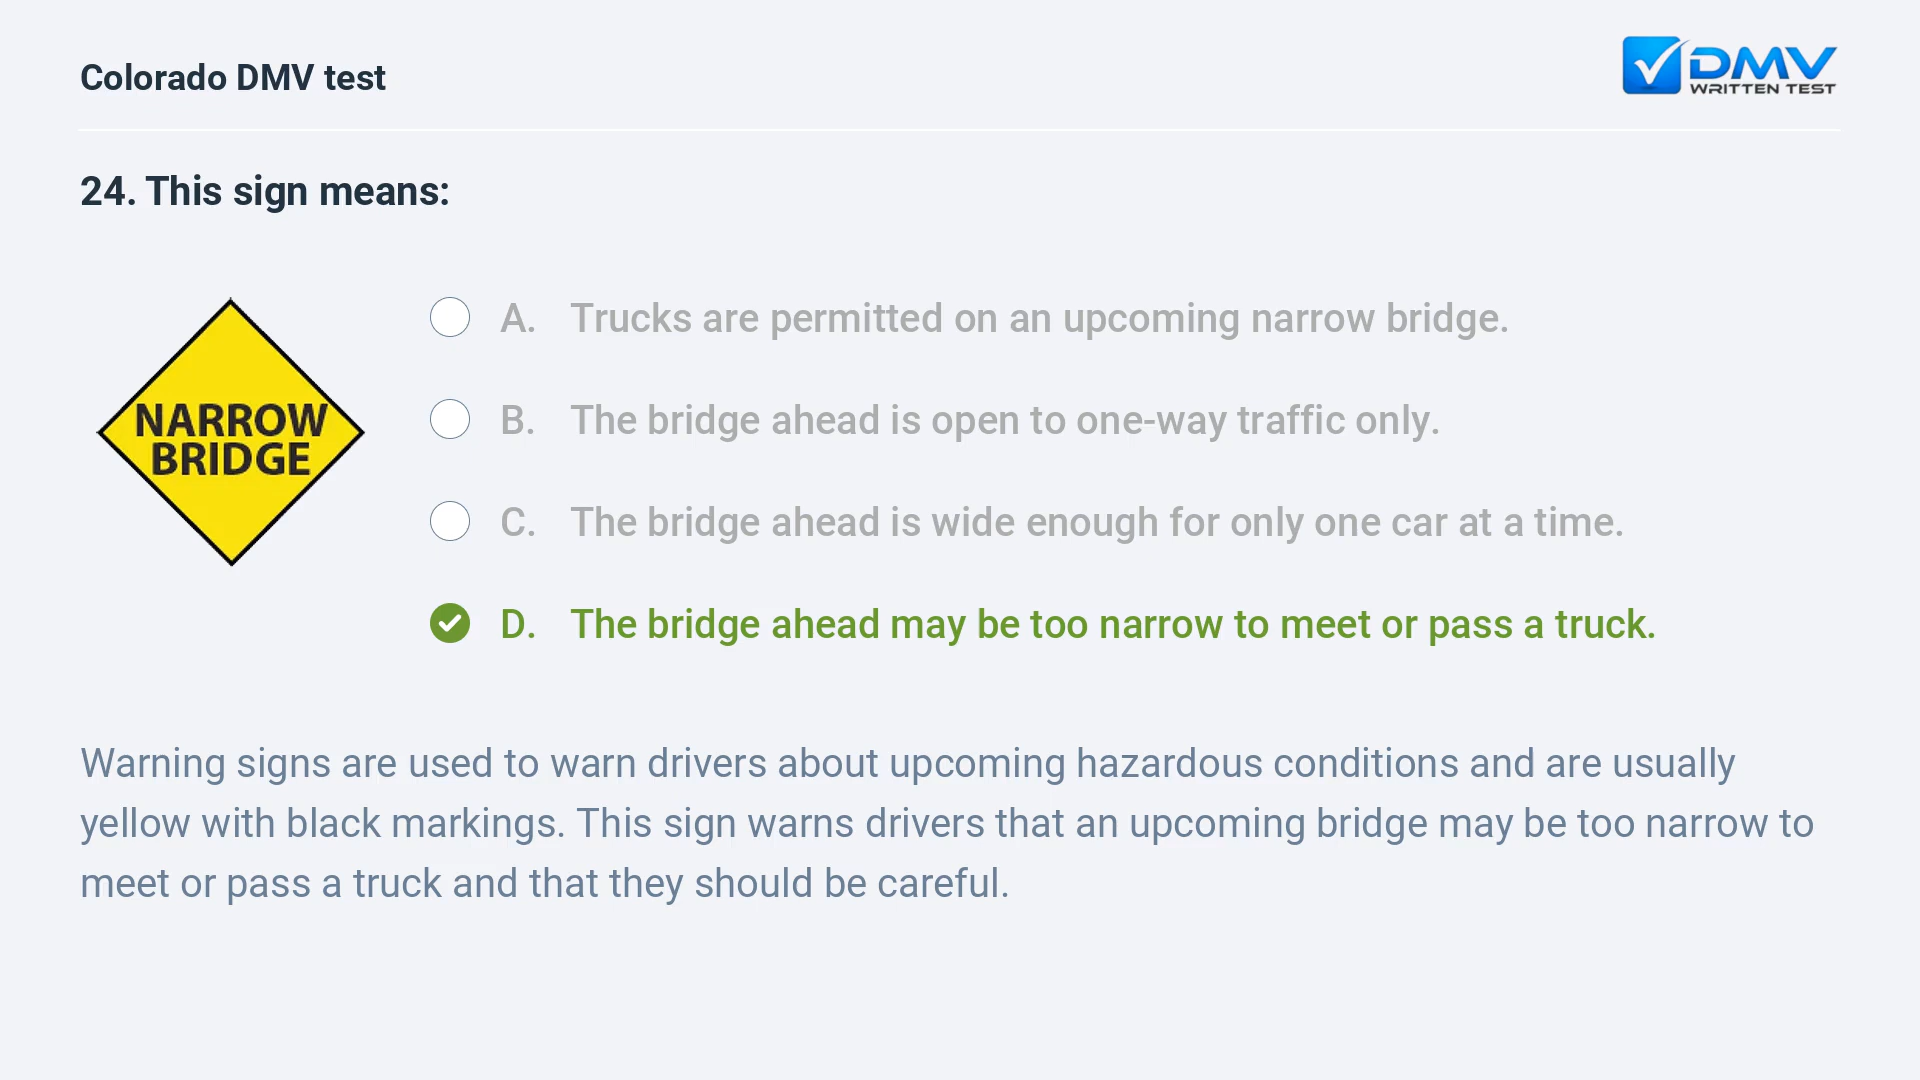 Colorado DMV test
DMV
WRITTEN TEST
24. This sign means:
NARROW
BRIDGE
A. Trucks are permitted on an upcoming narrow bridge.
B. The bridge ahead is open to one-way traffic only.
C. The bridge ahead is wide enough for only one car at a time.
D. The bridge ahead may be too narrow to meet or pass a truck.
Warning signs are used to warn drivers about upcoming hazardous conditions and are usually
yellow with black markings. This sign warns drivers that an upcoming bridge may be too narrow to
meet or pass a truck and that they should be careful.